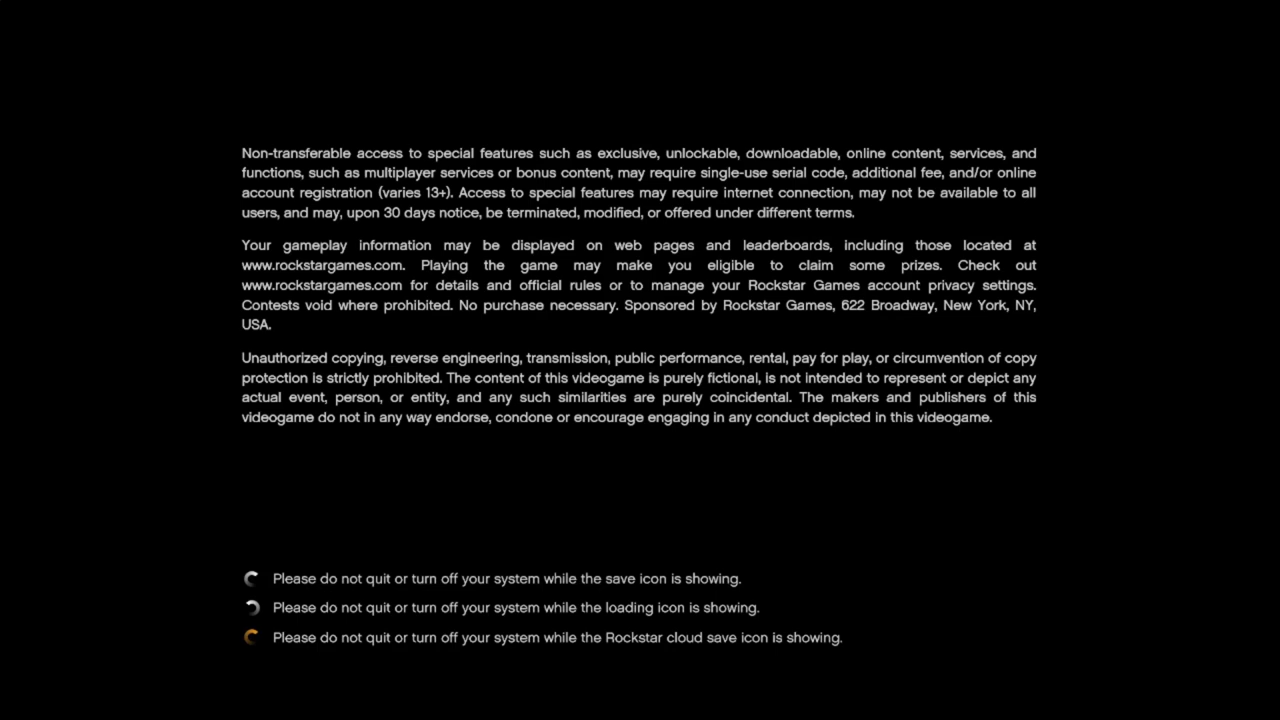 Non-transferable access to special features such as exclusive, unlockable, downloadable, online content, services, and
functions, such as multiplayer services or bonus content, may require single-use serial code, additional fee, and/or online
account registration (varies 13+). Access to special features may require internet connection, may not be available to all
users, and may, upon 30 days notice, be terminated, modified, or offered under different terms.
Your gameplay information may be displayed on web pages and leaderboards, including those located at
www.rockstargames.com. Playing the game may make you eligible to claim some prizes. Check out
www.rockstargames.com for details and official rules or to manage your Rockstar Games account privacy settings.
Contests void where prohibited. No purchase necessary. Sponsored by Rockstar Games, 622 Broadway, New York, NY,
USA.
Unauthorized copying, reverse engineering, transmission, public performance, rental, pay for play, or circumvention of copy
protection is strictly prohibited. The content of this videogame is purely fictional, is not intended to represent or depict any
actual event, person, or entity, and any such similarities are purely coincidental. The makers and publishers of this
videogame do not in any way endorse, condone or encourage engaging in any conduct depicted in this videogame.
Please do not quit or turn off your system while the save icon is showing.
Please do not quit or turn off your system while the loading icon is showing.
Please do not quit or turn off your system while the Rockstar cloud save icon is showing.